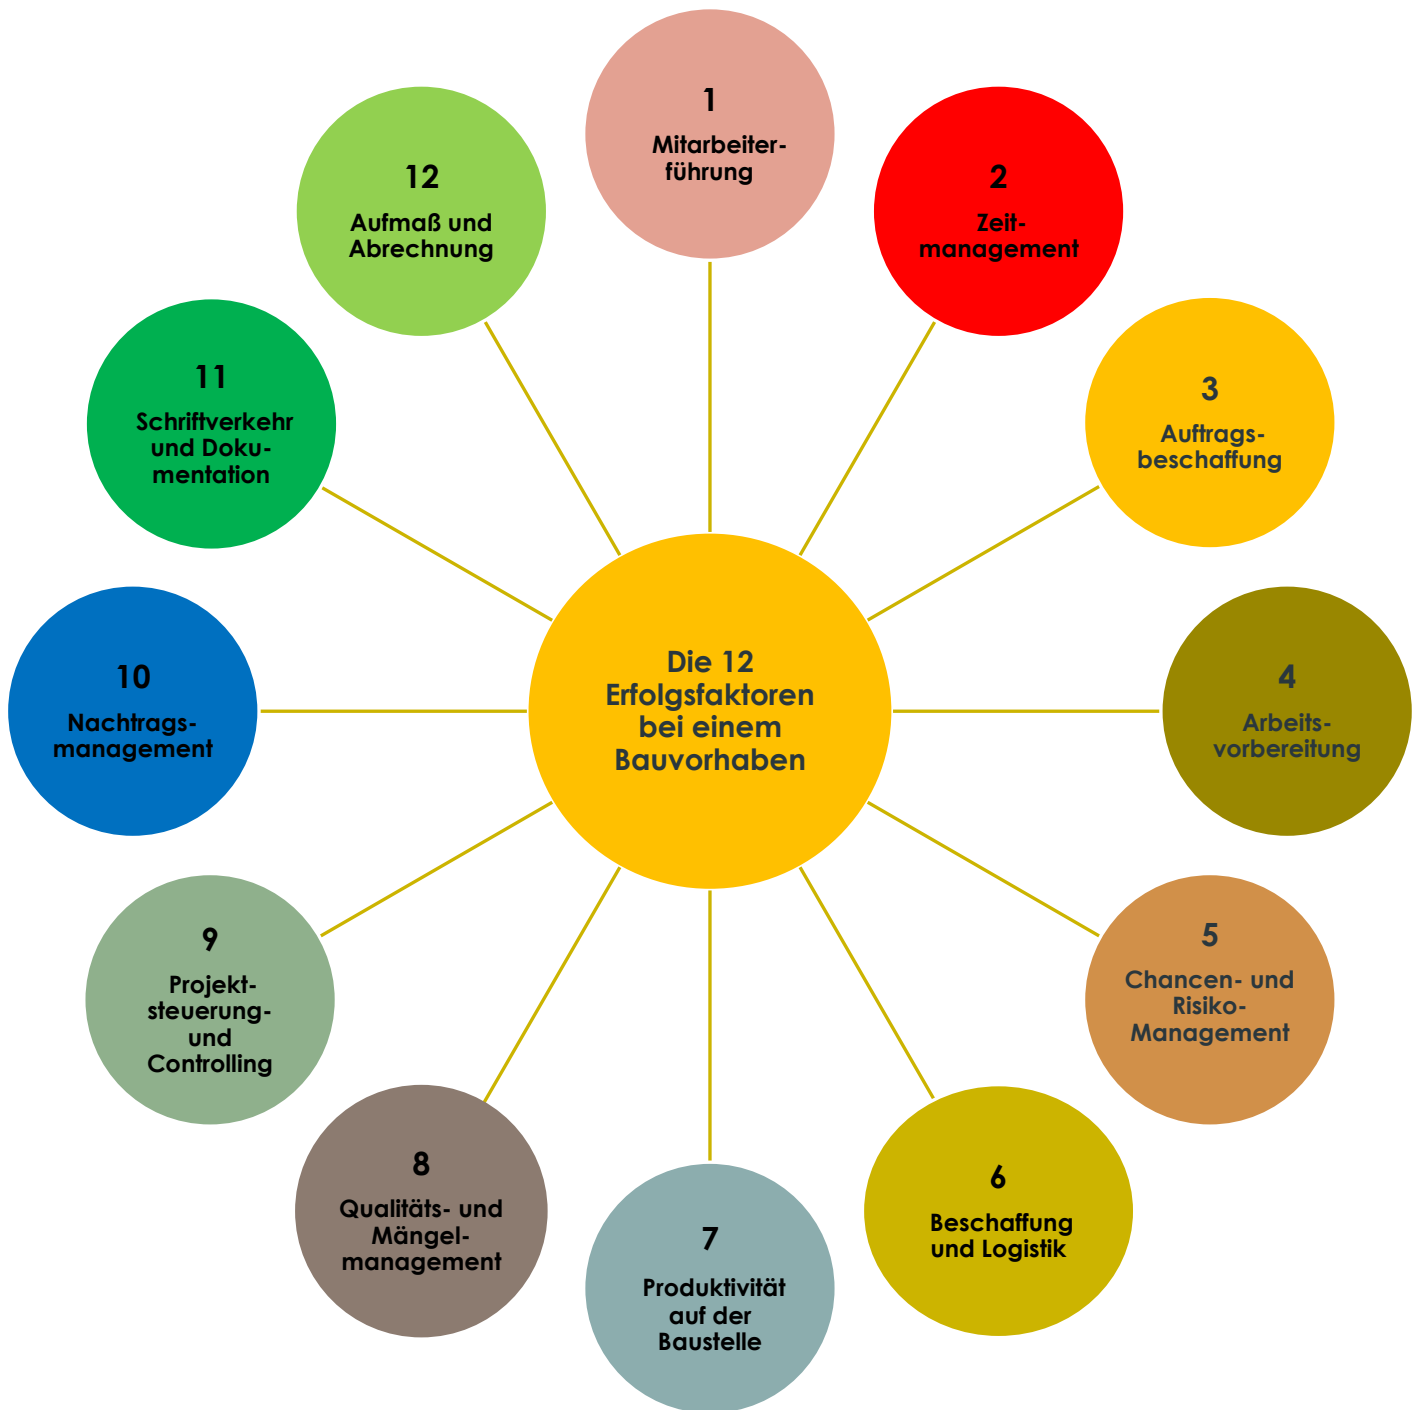 1
Mitarbeiter-
führung
2
Zeit-
management
3
Auftrags-
beschaffung
4
Arbeits-
vorbereitung
5
Chancen- und
Risiko-
Management
6
Beschaffung
und Logistik
7
Produktivität
auf der
Baustelle
8
Qualitäts- und
Mängel-
management
9
Projekt-
steuerung-
und
Controlling
10
Nachtrags-
management
11
Schriftverkehr
und Doku-
mentation
12
Aufmaß und
Abrechnung
Die 12
Erfolgsfaktoren
bei einem
Bauvorhaben